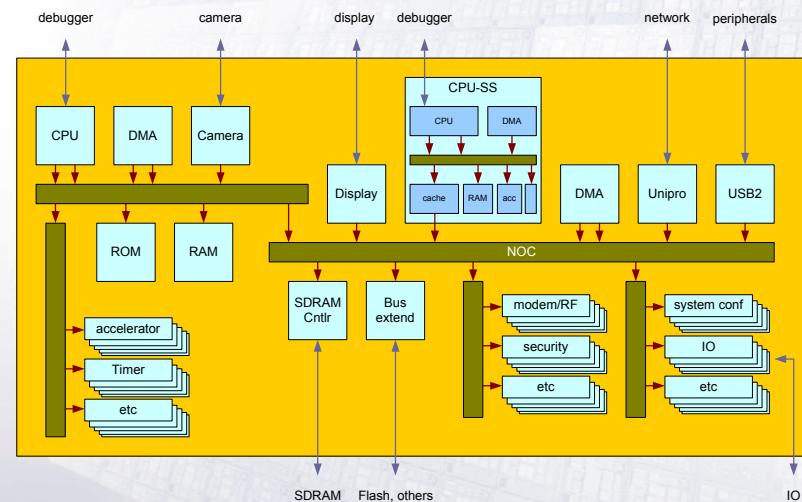 debugger
camera
display
debugger
network
peripherals
CPU-SS
CPU
DMA
CPU
DMA
Camera
cache
RAM
acc
Display
DMA
Unipro
USB2
ROM
RAM
NOC
SDRAM
Cntlr
Bus
extend
modem/RF
security
etc
system conf
IO
etc
accelerator
Timer
etc
SDRAM
Flash, others
IO